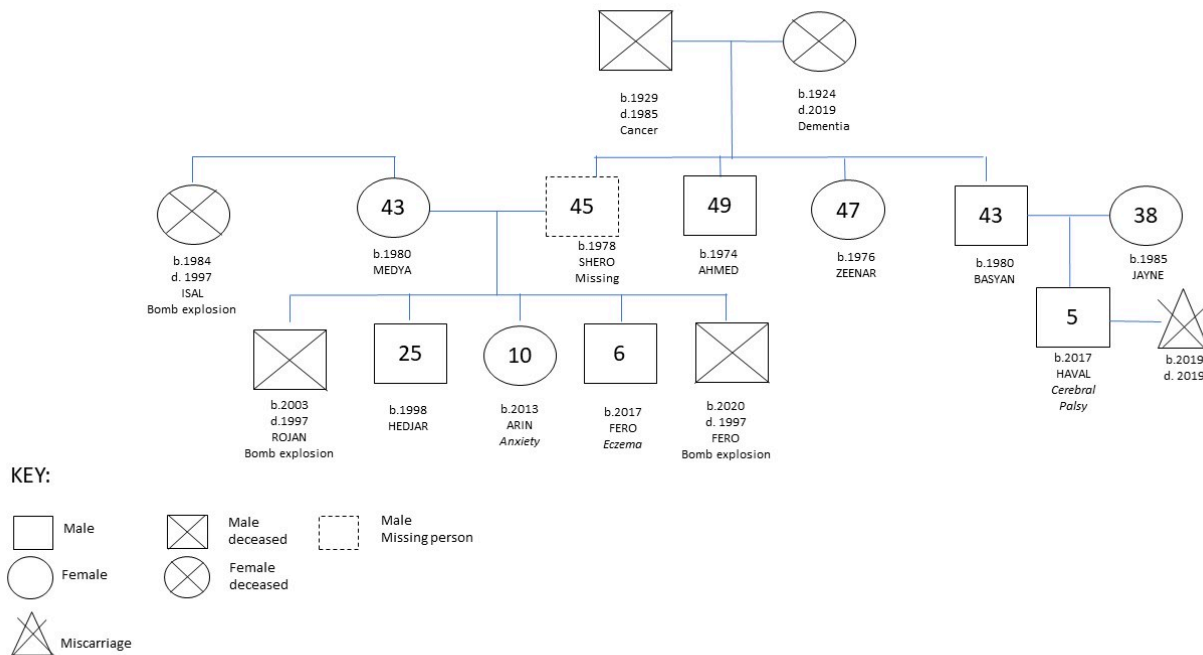 b.1929
d.1985
Cancer
b.1924
d.2019
Dementia
b.1984
d. 1997
ISAL
Bomb explosion
43
b.1980
MEDYA
45
b.1978
SHERO
Missing
49
b.1974
AHMED
47
b.1976
ZEENAR
43
b.1980
BASYAN
38
b.1985
JAYNE
b.2003
d.1997
ROJAN
Bomb explosion
25
b.1998
HEDJAR
10
b.2013
ARIN
Anxiety
6
b.2017
FERO
Eczema
b.2020
d. 1997
FERO
Bomb explosion
5
b.2017
HAVAL
Cerebral
Palsy
b.2019
d. 2019
KEY:
Male
Male
deceased
Male
Missing person
Female
Female
deceased
Miscarriage